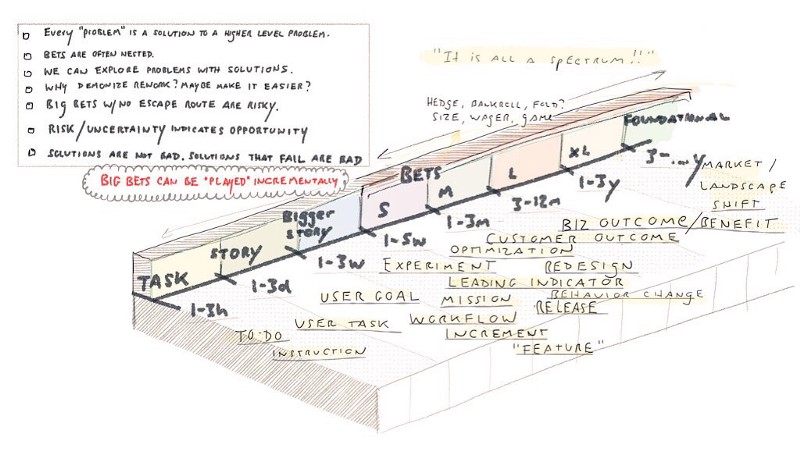 Every "problem" is a solution to a higher level problem.
Bets are often nested.
We can explore problems with solutions.
Why demonize rework? Maybe make it easier?
Big bets w/no escape route are risky.
Risk/uncertainty indicates opportunity
Solutions are not bad. Solutions that fail are bad
BIG BETS CAN BE "PLAYED" INCREMENTALLY
"It is all a spectrum!!"
HEDGE, BANKROLL, FOLD?
SIZE, WAGER, GAME
BETS
TASK
STORY
Bigger
STORY
S
M
L
XL
FOUNDATIONAL
1-3h
1-3d
1-3w
1-5w
1-3m
3-12m
1-3y
3-...y
MARKET/
LANDSCAPE
SHIFT
BIZ OUTCOME/BENEFIT
CUSTOMER OUTCOME
OPTIMIZATION
EXPERIMENT
REDESIGN
LEADING INDICATOR
BEHAVIOR CHANGE
USER GOAL
MISSION
RELEASE
USER TASK
WORKFLOW
INCREMENT
TO-DO
INSTRUCTION
"FEATURE"